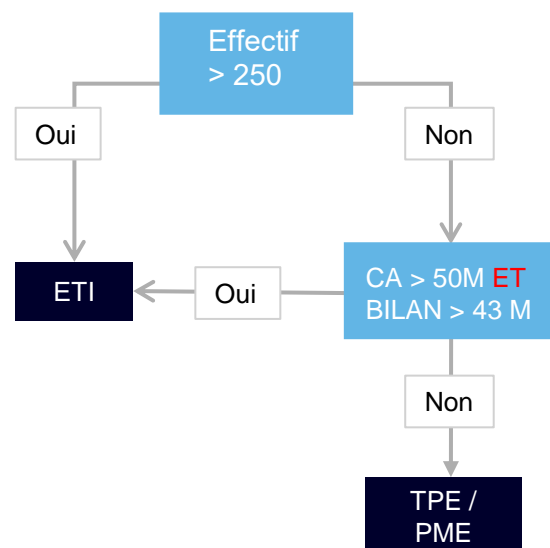 Effectif
> 250
Oui
Non
ETI
Oui
CA > 50M ET
BILAN > 43 M
Non
TPE /
PME